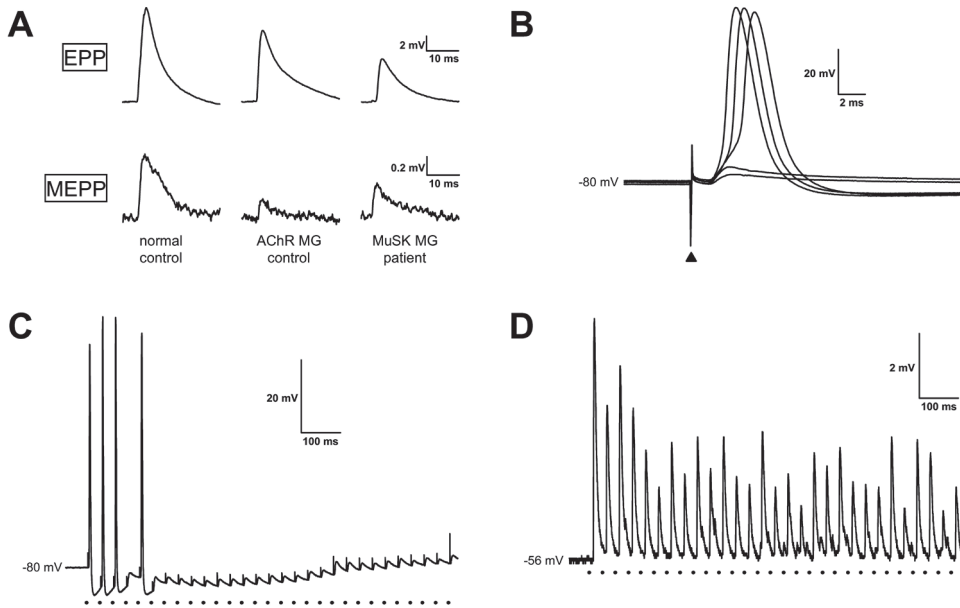 A
EPP
2 mV
10 ms
MEPP
0.2 mV
10 ms
normal
control
AChR MG
control
MuSK MG
patient
B
20 mV
2 ms
-80 mV
C
20 mV
100 ms
-80 mV
D
2 mV
100 ms
-56 mV